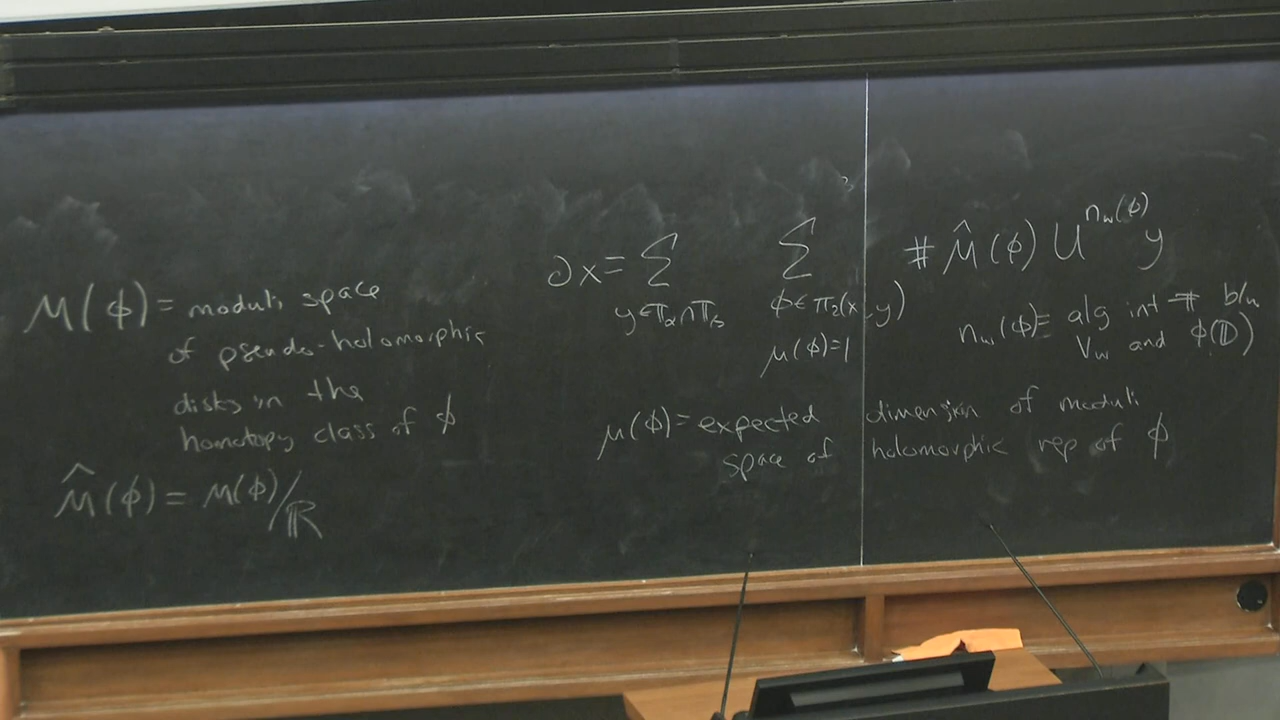 M(ϕ) = moduli space
of pseudo-holomorphic
disks in the
homotopy class of ϕ
M̂(ϕ) = M(ϕ)/ℝ
∂x = Σ Σ # M̂(ϕ) U^{n_w(ϕ)} y
y∈𝕋_α∩𝕋_β ϕ∈π₂(x,y)
μ(ϕ)=1
n_w(ϕ) = alg int # b/w
V_w and ϕ(𝔻)
μ(ϕ) = expected dimension of moduli
space of holomorphic rep of ϕ